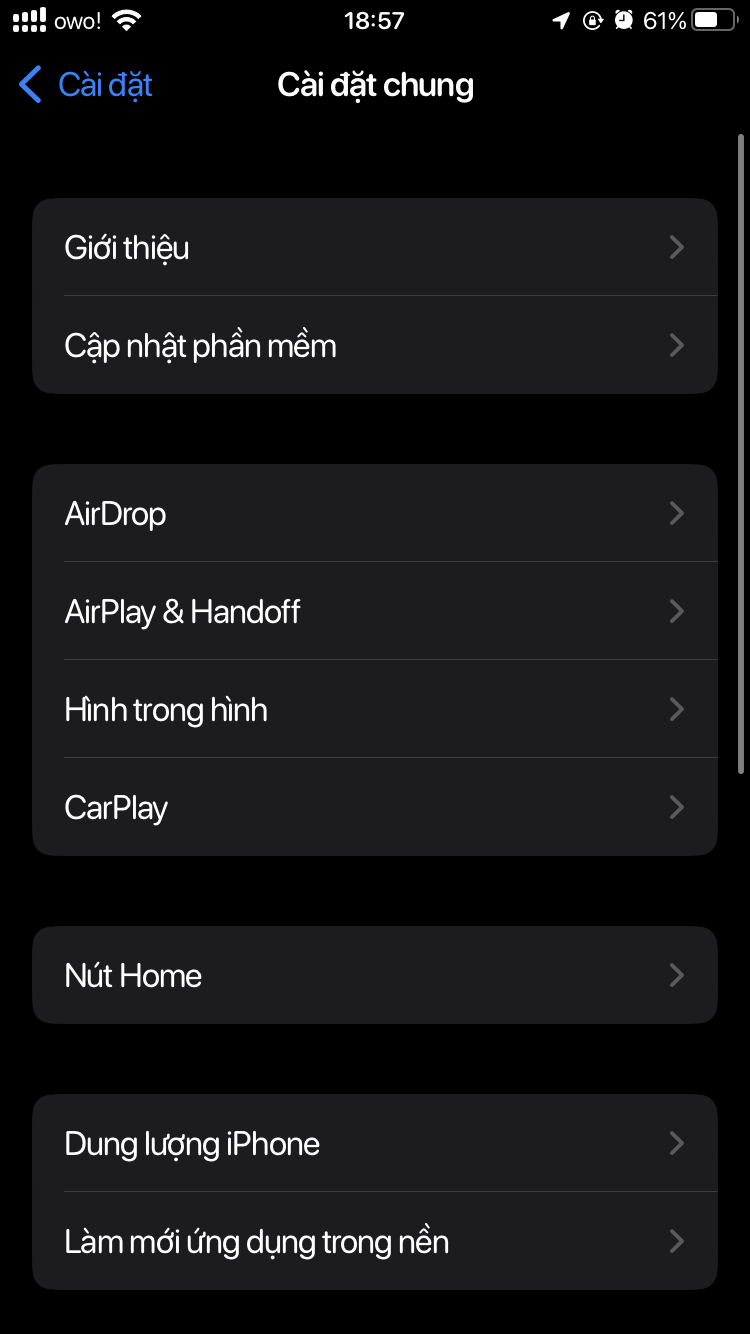 owo! 18:57 61%
Cài đặt Cài đặt chung
Giới thiệu
Cập nhật phần mềm
AirDrop
AirPlay & Handoff
Hình trong hình
CarPlay
Nút Home
Dung lượng iPhone
Làm mới ứng dụng trong nền